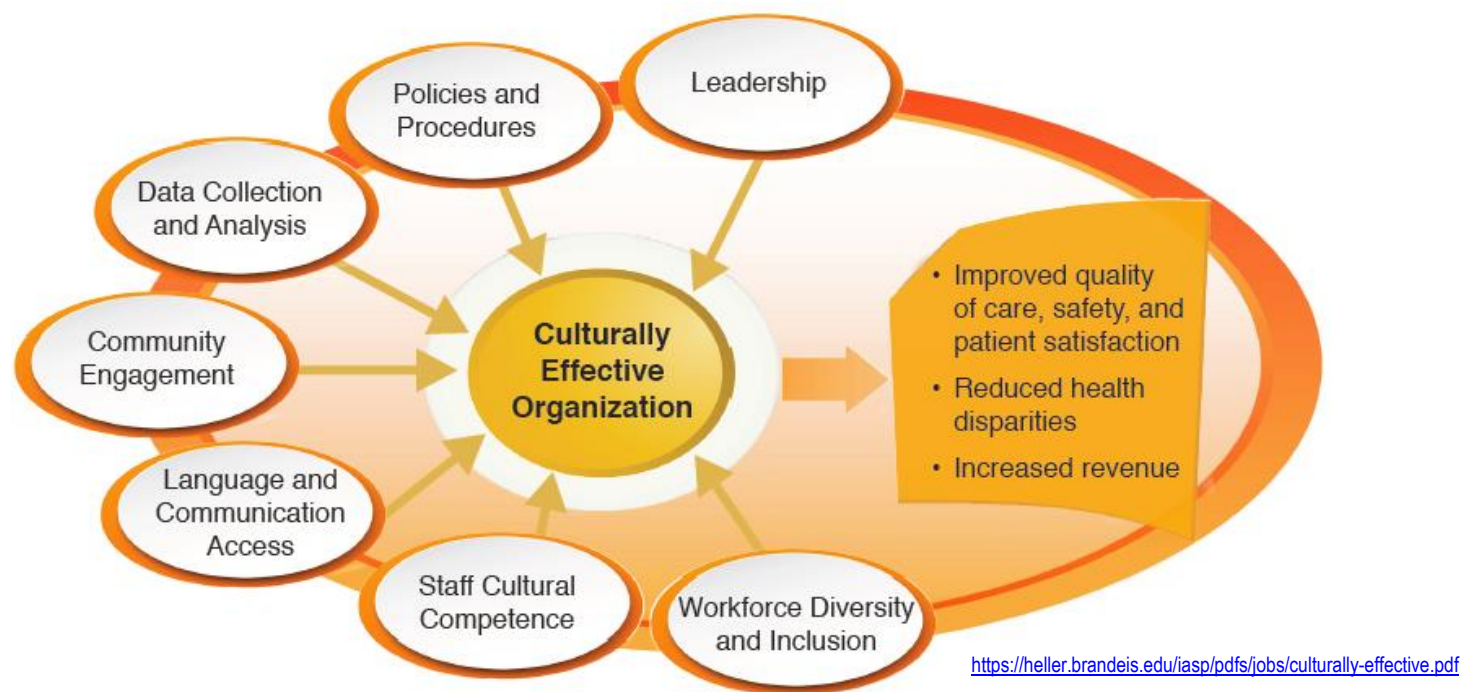 Leadership
Policies and
Procedures
Data Collection
and Analysis
Community
Engagement
Language and
Communication
Access
Staff Cultural
Competence
Workforce Diversity
and Inclusion
Culturally
Effective
Organization
• Improved quality
of care, safety, and
patient satisfaction
• Reduced health
disparities
• Increased revenue
https://heller.brandeis.edu/iasp/pdfs/jobs/culturally-effective.pdf